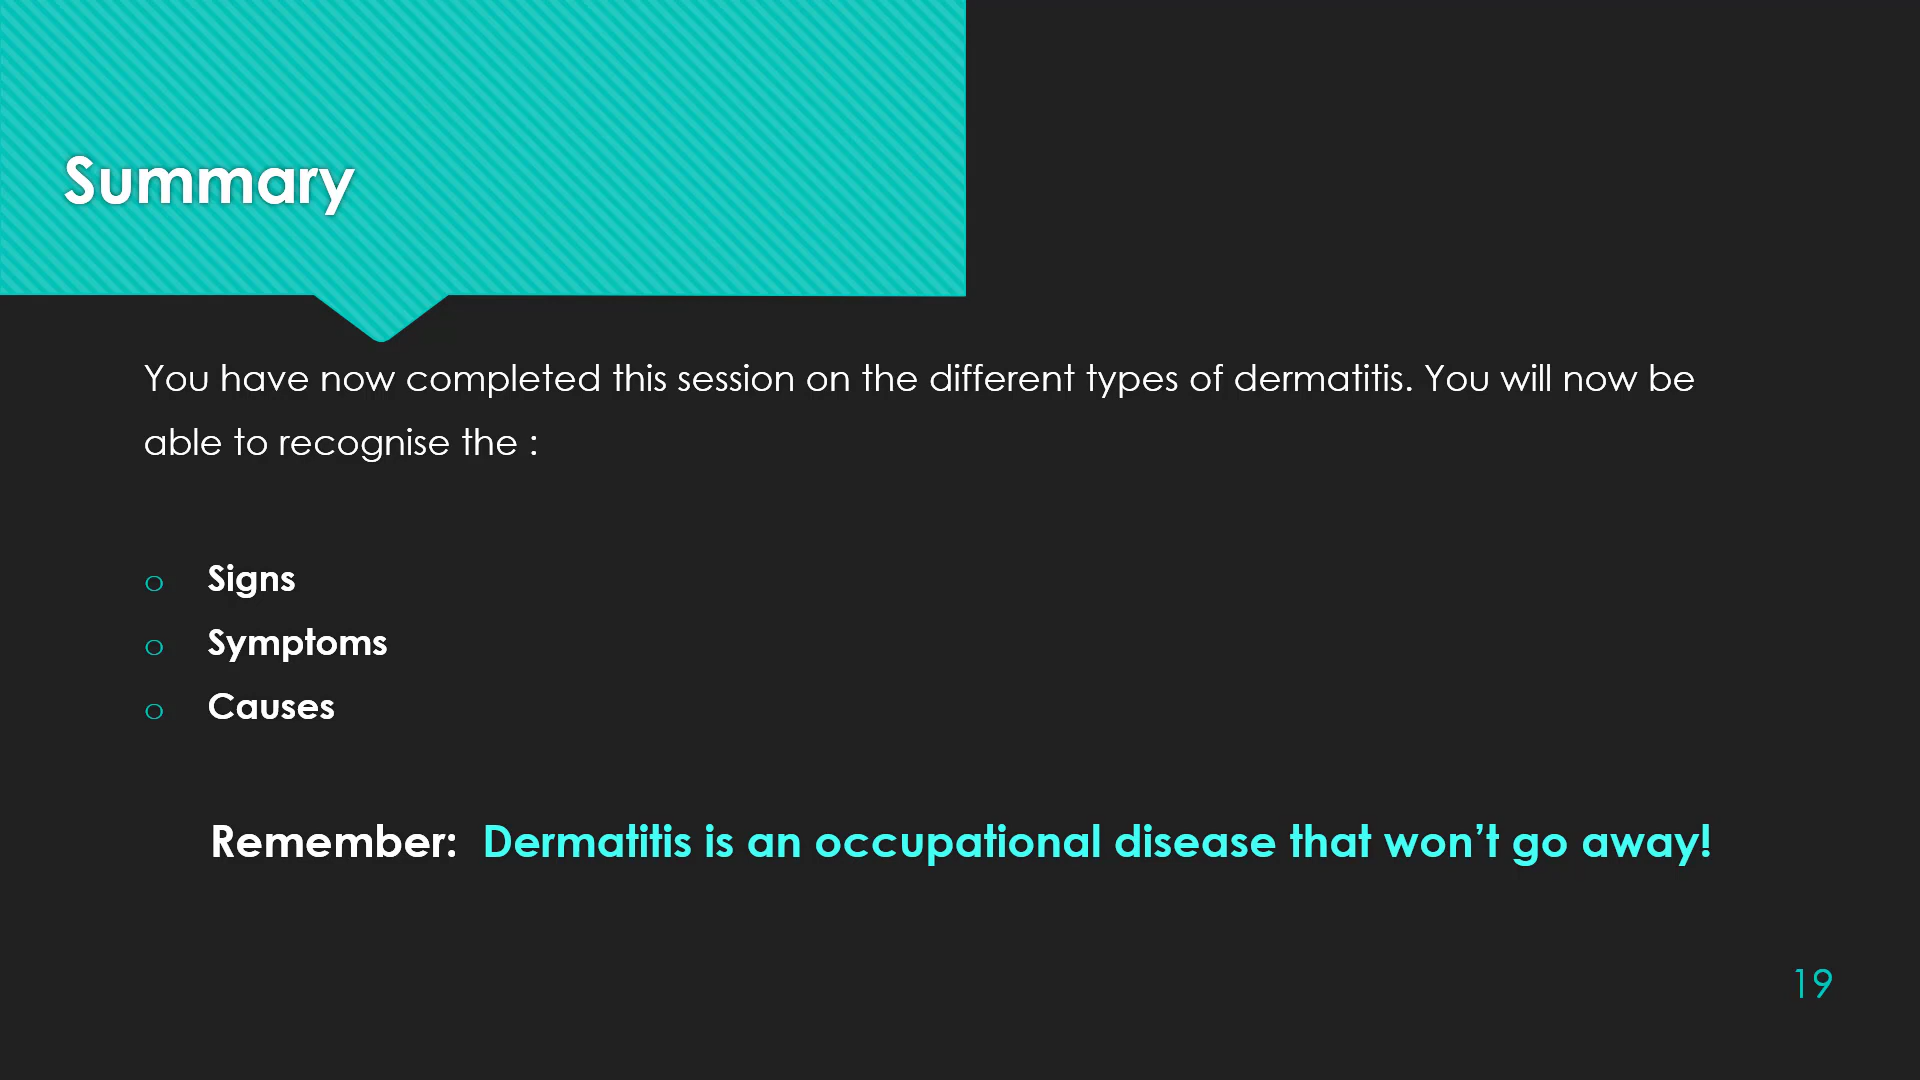 Summary
You have now completed this session on the different types of dermatitis. You will now be
able to recognise the :
o Signs
o Symptoms
o Causes
Remember: Dermatitis is an occupational disease that won’t go away!
19